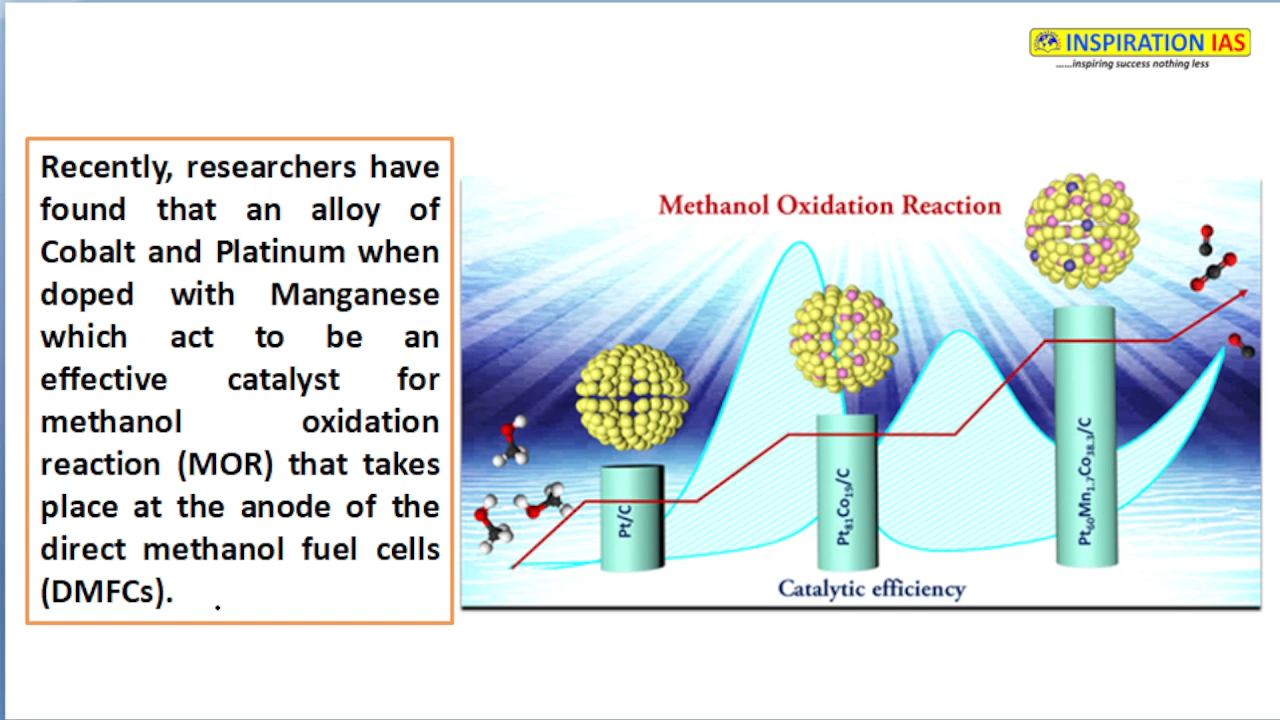 INSPIRATION IAS
......inspiring success nothing less
Recently, researchers have
found that an alloy of
Cobalt and Platinum when
doped with Manganese
which act to be an
effective catalyst for
methanol oxidation
reaction (MOR) that takes
place at the anode of the
direct methanol fuel cells
(DMFCs).
Methanol Oxidation Reaction
Pt/C
Pt₈₁Co₁₉/C
Pt₆₀Mn₁.₇Co₃₈.₃/C
Catalytic efficiency